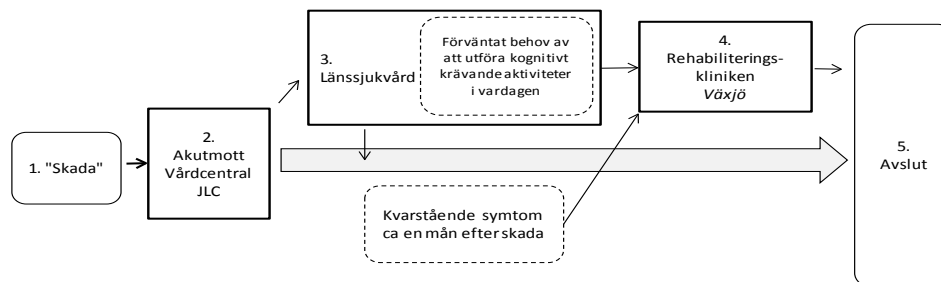 1. "Skada"
2.
Akutmott
Vårdcentral
JLC
3.
Länssjukvård
Förväntat behov av
att utföra kognitivt
krävande aktiviteter
i vardagen
4.
Rehabiliterings-
kliniken
Växjö
Kvarstående symtom
ca en mån efter skada
5.
Avslut